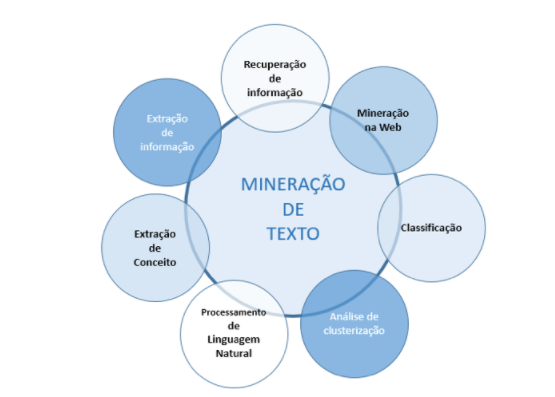 Recuperação
de
informação
Mineração
na Web
Classificação
Análise de
clusterização
Processamento
de
Linguagem
Natural
Extração
de
Conceito
Extração
de
informação
MINERAÇÃO
DE
TEXTO